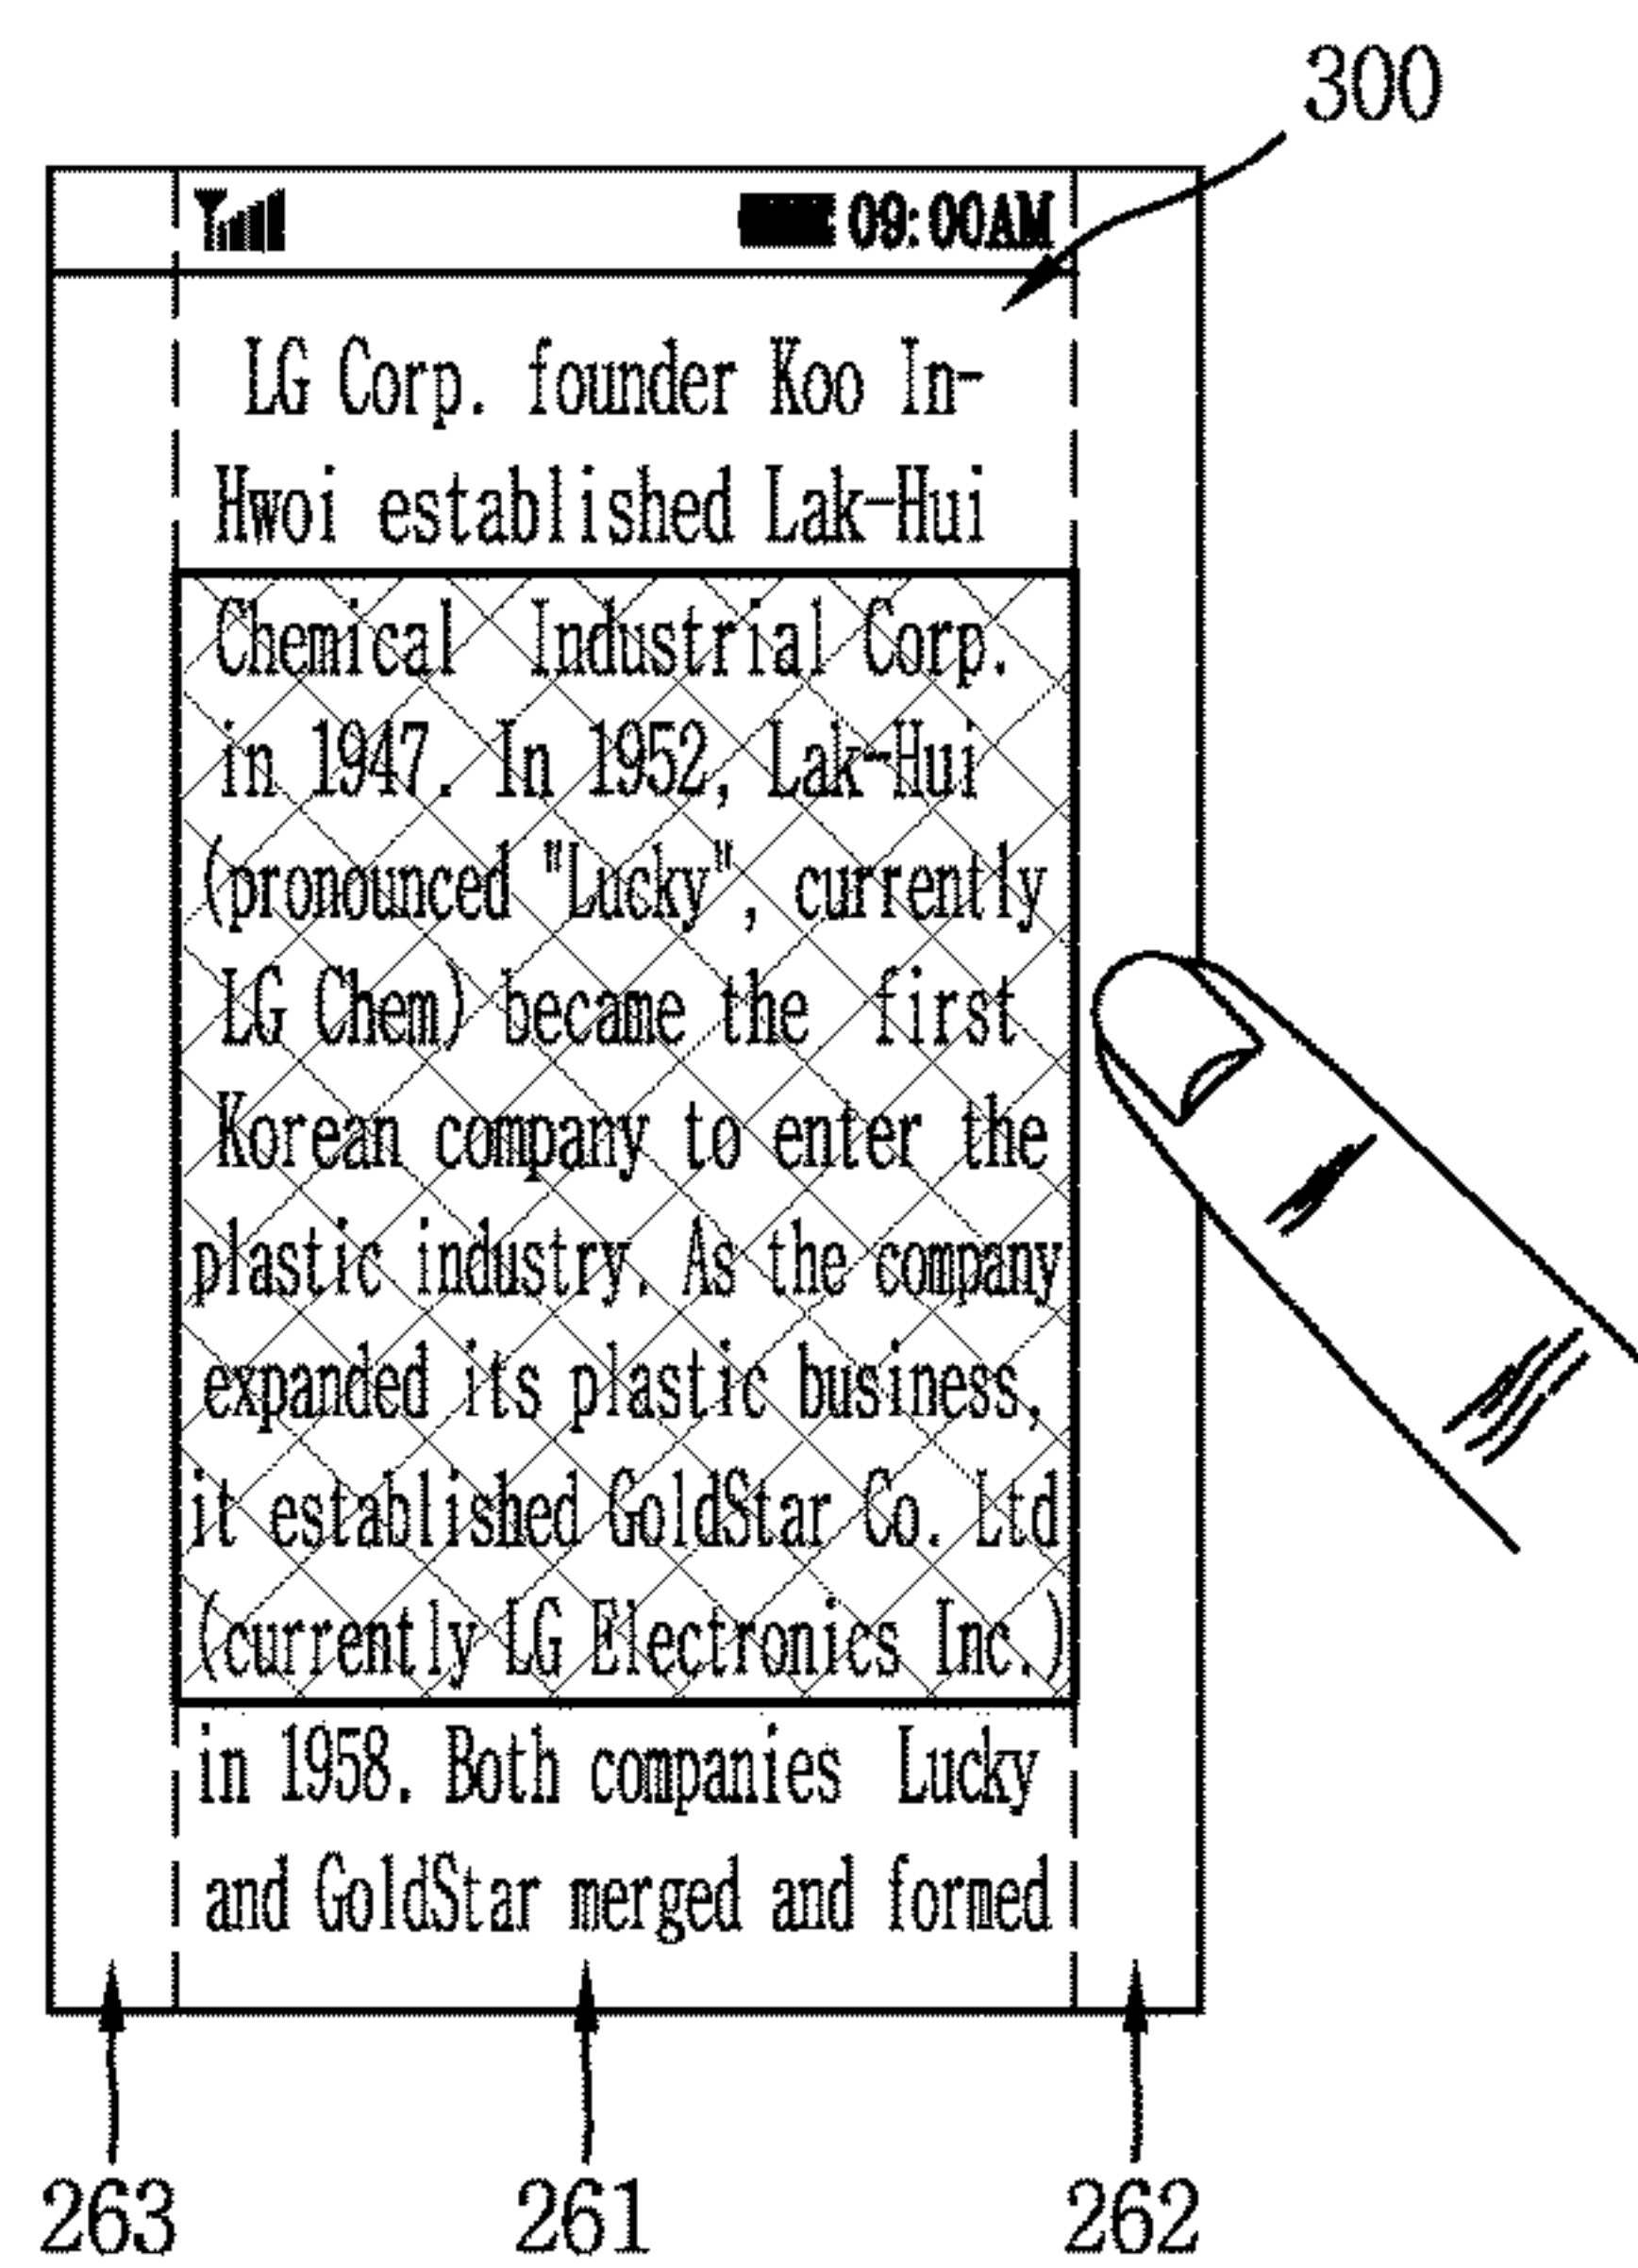 300
09:00AM
LG Corp. founder Koo In-
Hwoi established Lak-Hui
Chemical Industrial Corp.
in 1947. In 1952, Lak-Hui
(pronounced "Lucky", currently
LG Chem) became the first
Korean company to enter the
plastic industry. As the company
expanded its plastic business,
it established GoldStar Co. Ltd
(currently LG Electronics Inc.)
in 1958. Both companies Lucky
and GoldStar merged and formed
263 261 262